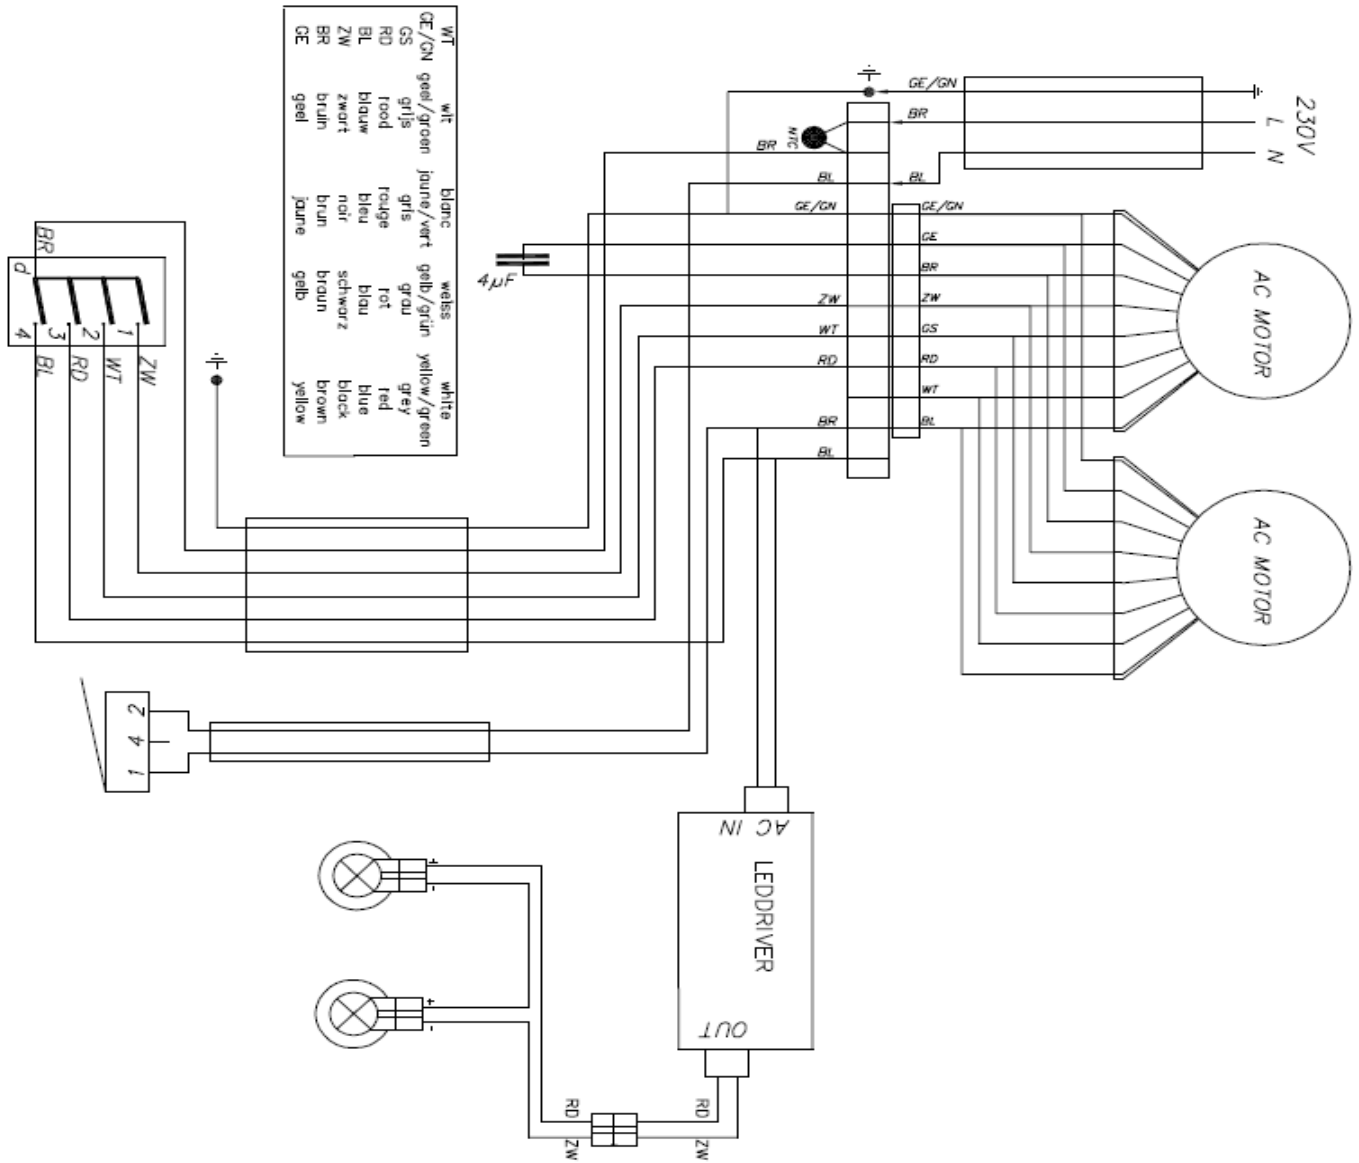 WT wit blanc weiss white
GE/GN geel/groen jaune/vert gelb/grün yellow/green
GS grijs gris grau grey
RD rood rouge rot red
BL blauw bleu blau blue
ZW zwart noir schwarz black
BR bruin brun braun brown
GE geel jaune gelb yellow
230V
L
N
GE/GN
BR
BL
NTC
BR
BL
GE/GN
ZW
WT
RD
BR
BL
GE/GN
GE
BR
ZW
GS
RD
WT
BL
4µF
AC MOTOR
AC MOTOR
BR
P
1
2
3
4
ZW
WT
RD
BL
2
4
1
AC IN
LEDDRIVER
OUT
RD
ZW
RD
ZW
+
-
+
-